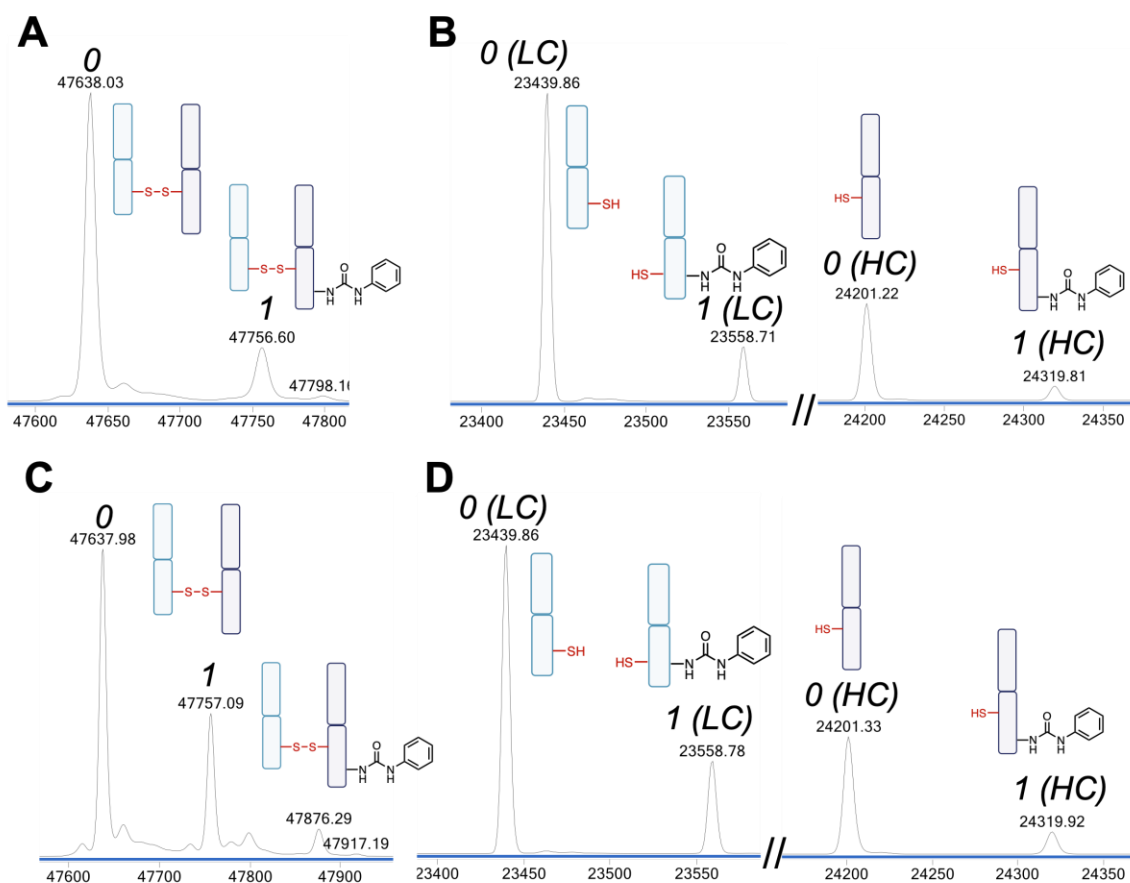 A
0
47638.03
S-S
S-S
O
N
H
N
H
1
47756.60
47798.1
47600
47650
47700
47750
47800
B
0 (LC)
23439.86
SH
HS
O
N
H
N
H
1 (LC)
23558.71
HS
0 (HC)
24201.22
HS
O
N
H
N
H
1 (HC)
24319.81
23400
23450
23500
23550
//
24200
24250
24300
24350
C
0
47637.98
S-S
1
47757.09
S-S
O
N
H
N
H
47876.29
47917.19
47600
47700
47800
47900
D
0 (LC)
23439.86
SH
HS
O
N
H
N
H
1 (LC)
23558.78
HS
0 (HC)
24201.33
HS
O
N
H
N
H
1 (HC)
24319.92
23400
23450
23500
23550
//
24200
24250
24300
24350